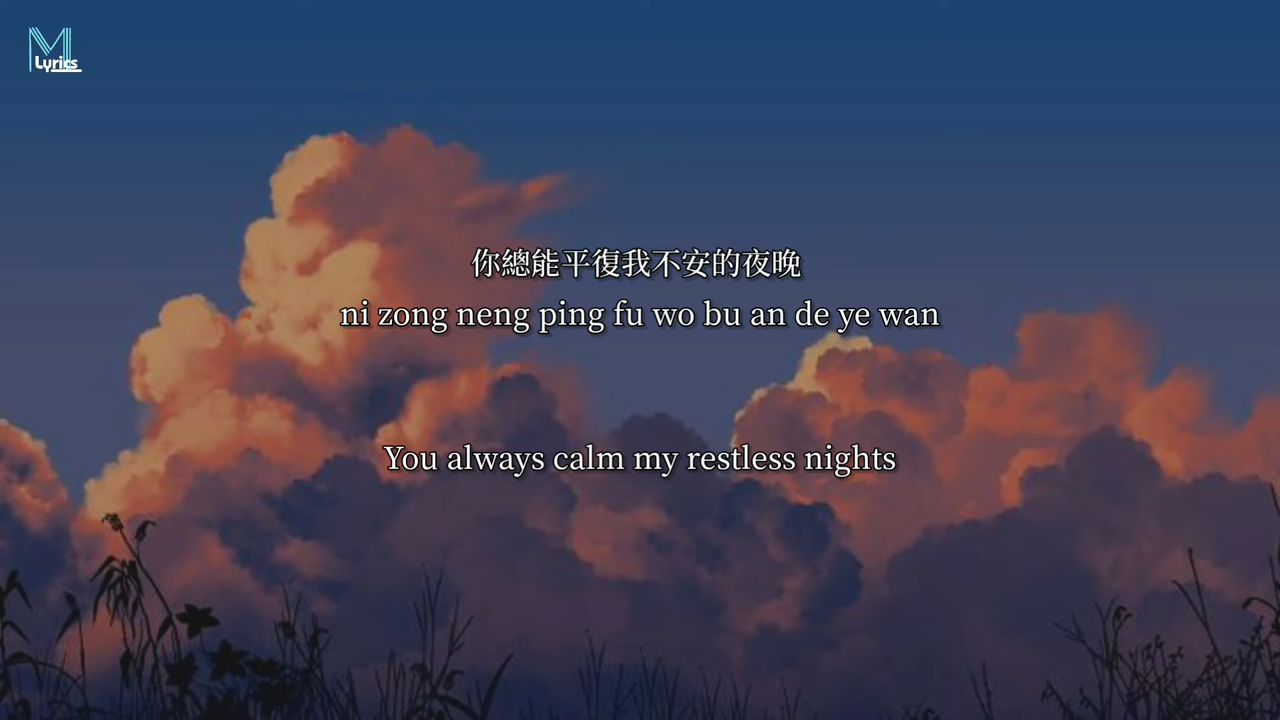 M
Lyrics
你總能平復我不安的夜晚
ni zong neng ping fu wo bu an de ye wan
You always calm my restless nights